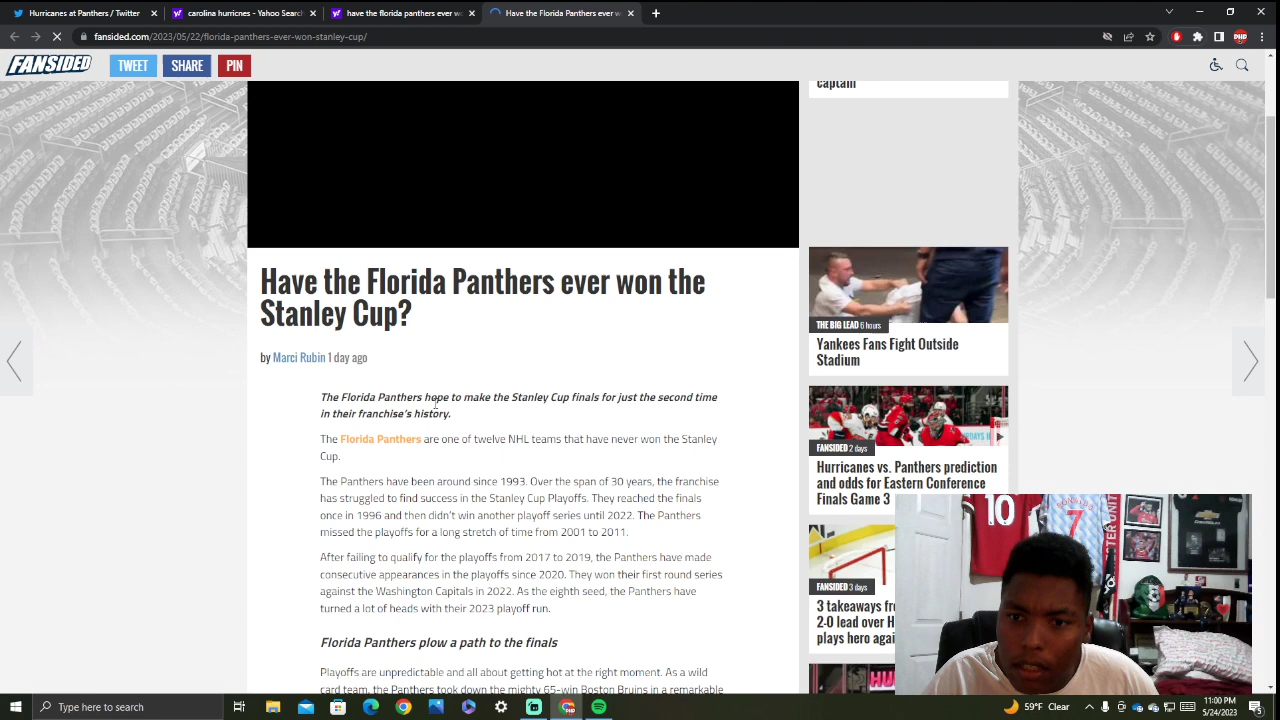 Hurricanes at Panthers / Twitter
carolina hurricanes - Yahoo Sea
have the florida panthers ever w
Have the Florida Panthers ever w
fansided.com/2023/05/22/florida-panthers-ever-won-stanley-cup/
FANSIDED
TWEET
SHARE
PIN
captain
Have the Florida Panthers ever won the
Stanley Cup?
by Marci Rubin 1 day ago
The Florida Panthers hope to make the Stanley Cup finals for just the second time
in their franchise's history.
The Florida Panthers are one of twelve NHL teams that have never won the Stanley
Cup.
The Panthers have been around since 1993. Over the span of 30 years, the franchise
has struggled to find success in the Stanley Cup Playoffs. They reached the finals
once in 1996 and then didn't win another playoff series until 2022. The Panthers
missed the playoffs for a long stretch of time from 2001 to 2011.
After failing to qualify for the playoffs from 2017 to 2019, the Panthers have made
consecutive appearances in the playoffs since 2020. They won their first round series
against the Washington Capitals in 2022. As the eighth seed, the Panthers have
turned a lot of heads with their 2023 playoff run.
Florida Panthers plow a path to the finals
Playoffs are unpredictable and all about getting hot at the right moment. As a wild
card team, the Panthers took down the mighty 65-win Boston Bruins in a remarkable
THE BIG LEAD 6 hours
Yankees Fans Fight Outside
Stadium
FANSIDED 2 days
Hurricanes vs. Panthers prediction
and odds for Eastern Conference
Finals Game 3
FANSIDED 3 days
3 takeaways fr
2-0 lead over H
plays hero agai
10
7
CHEVROLET
Type here to search
59°F Clear
11:00 PM
5/24/2023